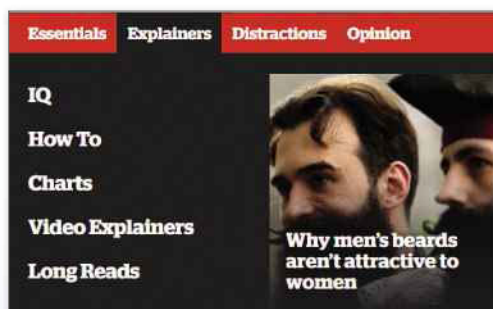 Essentials Explainers Distractions Opinion
IQ
How To
Charts
Video Explainers
Long Reads
Why men's beards
aren't attractive to
women